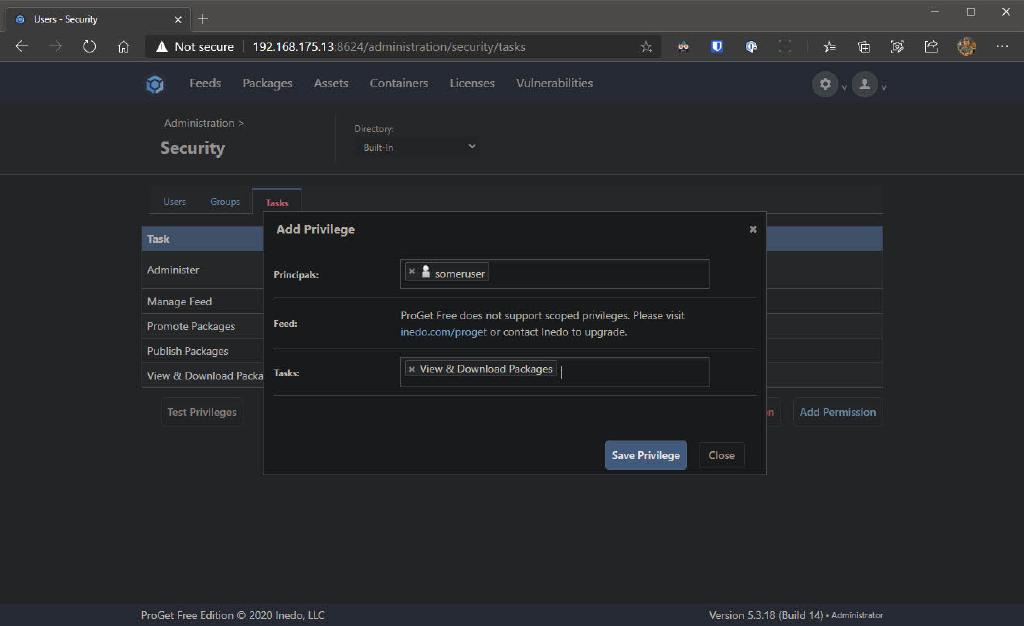 Users - Security
Not secure 192.168.175.13:8624/administration/security/tasks
Feeds Packages Assets Containers Licenses Vulnerabilities
Administration >
Security
Directory:
Built-In
Users Groups Tasks
Add Privilege
Task
Administer
Principals:
someruser
Manage Feed
Feed:
ProGet Free does not support scoped privileges. Please visit
inedo.com/proget or contact Inedo to upgrade.
Promote Packages
Publish Packages
Tasks:
View & Download Packages
View & Download Packa
Test Privileges
n
Add Permission
Save Privilege Close
ProGet Free Edition © 2020 Inedo, LLC
Version 5.3.18 (Build 14) • Administrator